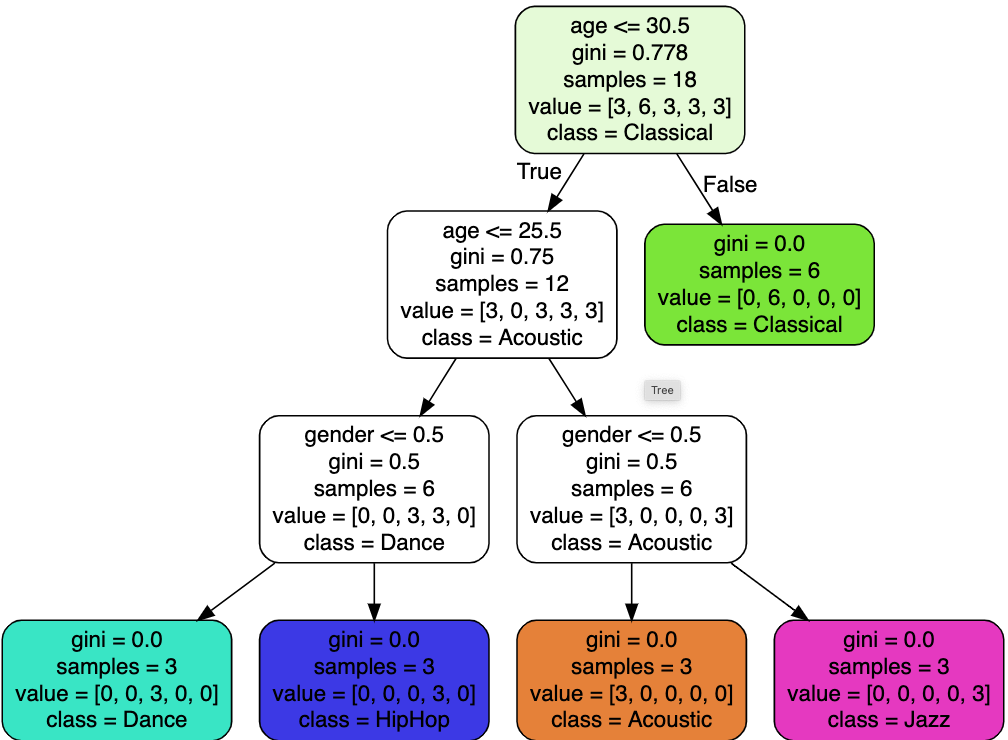 age <= 30.5
gini = 0.778
samples = 18
value = [3, 6, 3, 3, 3]
class = Classical
True
False
age <= 25.5
gini = 0.75
samples = 12
value = [3, 0, 3, 3, 3]
class = Acoustic
gini = 0.0
samples = 6
value = [0, 6, 0, 0, 0]
class = Classical
Tree
gender <= 0.5
gini = 0.5
samples = 6
value = [0, 0, 3, 3, 0]
class = Dance
gender <= 0.5
gini = 0.5
samples = 6
value = [3, 0, 0, 0, 3]
class = Acoustic
gini = 0.0
samples = 3
value = [0, 0, 3, 0, 0]
class = Dance
gini = 0.0
samples = 3
value = [0, 0, 0, 3, 0]
class = HipHop
gini = 0.0
samples = 3
value = [3, 0, 0, 0, 0]
class = Acoustic
gini = 0.0
samples = 3
value = [0, 0, 0, 0, 3]
class = Jazz